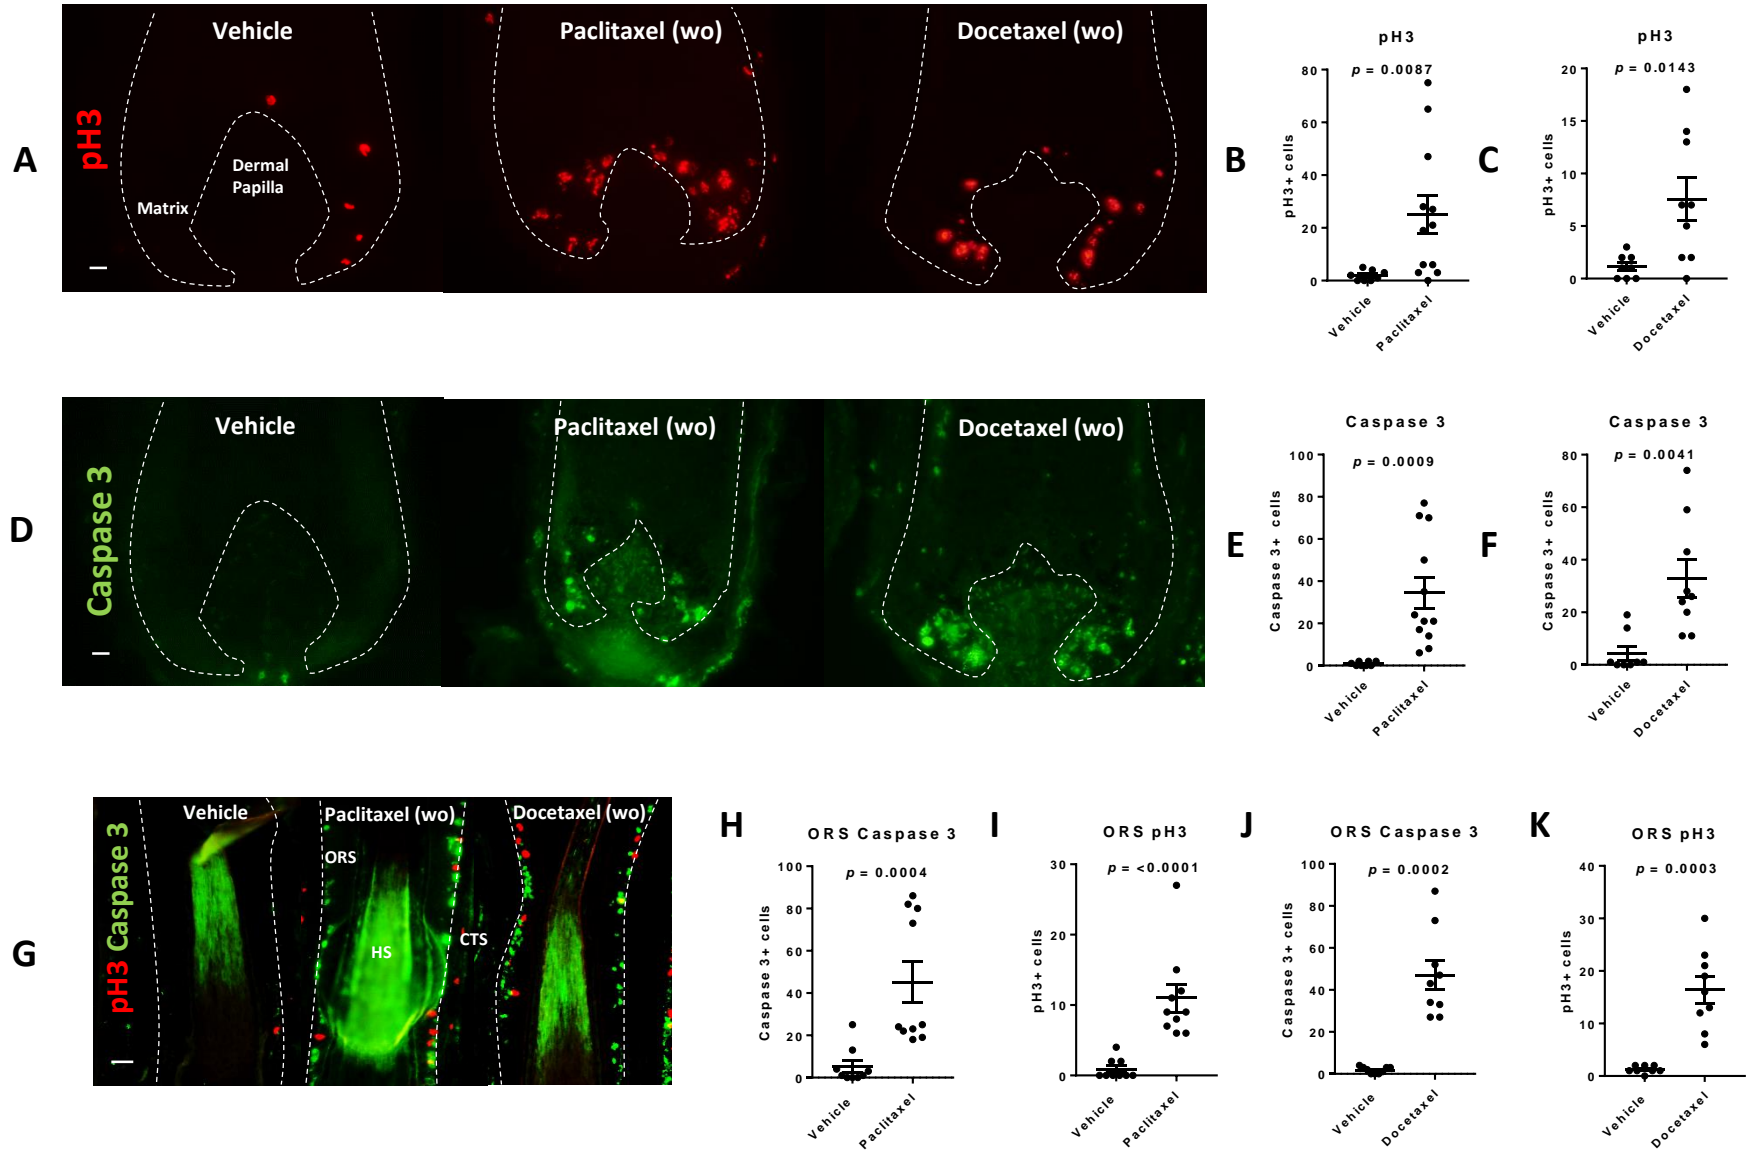 A
pH3
Vehicle
Paclitaxel (wo)
Docetaxel (wo)
Dermal
Papilla
Matrix
B
pH3
p = 0.0087
pH3+ cells
80
60
40
20
0
Vehicle
Paclitaxel
C
pH3
p = 0.0143
pH3+ cells
20
15
10
5
0
Vehicle
Docetaxel
D
Caspase 3
Vehicle
Paclitaxel (wo)
Docetaxel (wo)
E
Caspase 3
p = 0.0009
Caspase 3+ cells
100
80
60
40
20
0
Vehicle
Paclitaxel
F
Caspase 3
p = 0.0041
Caspase 3+ cells
80
60
40
20
0
Vehicle
Docetaxel
G
pH3 Caspase 3
Vehicle
Paclitaxel (wo)
Docetaxel (wo)
ORS
HS
CTS
H
ORS Caspase 3
p = 0.0004
Caspase 3+ cells
100
80
60
40
20
0
Vehicle
Paclitaxel
I
ORS pH3
p = <0.0001
pH3+ cells
30
20
10
0
Vehicle
Paclitaxel
J
ORS Caspase 3
p = 0.0002
Caspase 3+ cells
100
80
60
40
20
0
Vehicle
Docetaxel
K
ORS pH3
p = 0.0003
pH3+ cells
40
30
20
10
0
Vehicle
Docetaxel